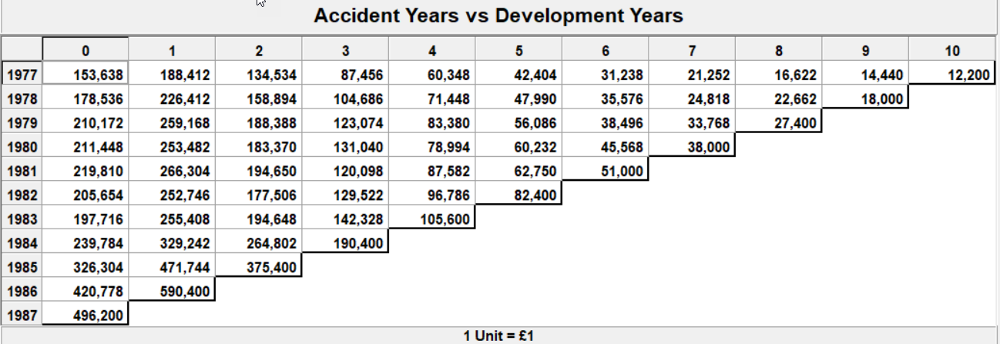 Accident Years vs Development Years
0 1 2 3 4 5 6 7 8 9 10
1977 153,638 188,412 134,534 87,456 60,348 42,404 31,238 21,252 16,622 14,440 12,200
1978 178,536 226,412 158,894 104,686 71,448 47,990 35,576 24,818 22,662 18,000
1979 210,172 259,168 188,388 123,074 83,380 56,086 38,496 33,768 27,400
1980 211,448 253,482 183,370 131,040 78,994 60,232 45,568 38,000
1981 219,810 266,304 194,650 120,098 87,582 62,750 51,000
1982 205,654 252,746 177,506 129,522 96,786 82,400
1983 197,716 255,408 194,648 142,328 105,600
1984 239,784 329,242 264,802 190,400
1985 326,304 471,744 375,400
1986 420,778 590,400
1987 496,200
1 Unit = £1